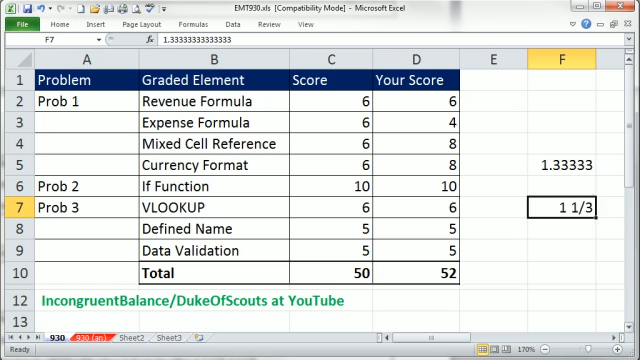 EMT930.xls [Compatibility Mode] - Microsoft Excel
File Home Insert Page Layout Formulas Data Review View
F7 fx 1.33333333333333
A B C D E F
1 Problem Graded Element Score Your Score
2 Prob 1 Revenue Formula 6 6
3 Expense Formula 6 4
4 Mixed Cell Reference 6 8
5 Currency Format 6 8 1.33333
6 Prob 2 If Function 10 10
7 Prob 3 VLOOKUP 6 6 1 1/3
8 Defined Name 5 5
9 Data Validation 5 5
10 Total 50 52
12 IncongruentBalance/DukeOfScouts at YouTube
13
930 930 (an) Sheet2 Sheet3
Ready 170%